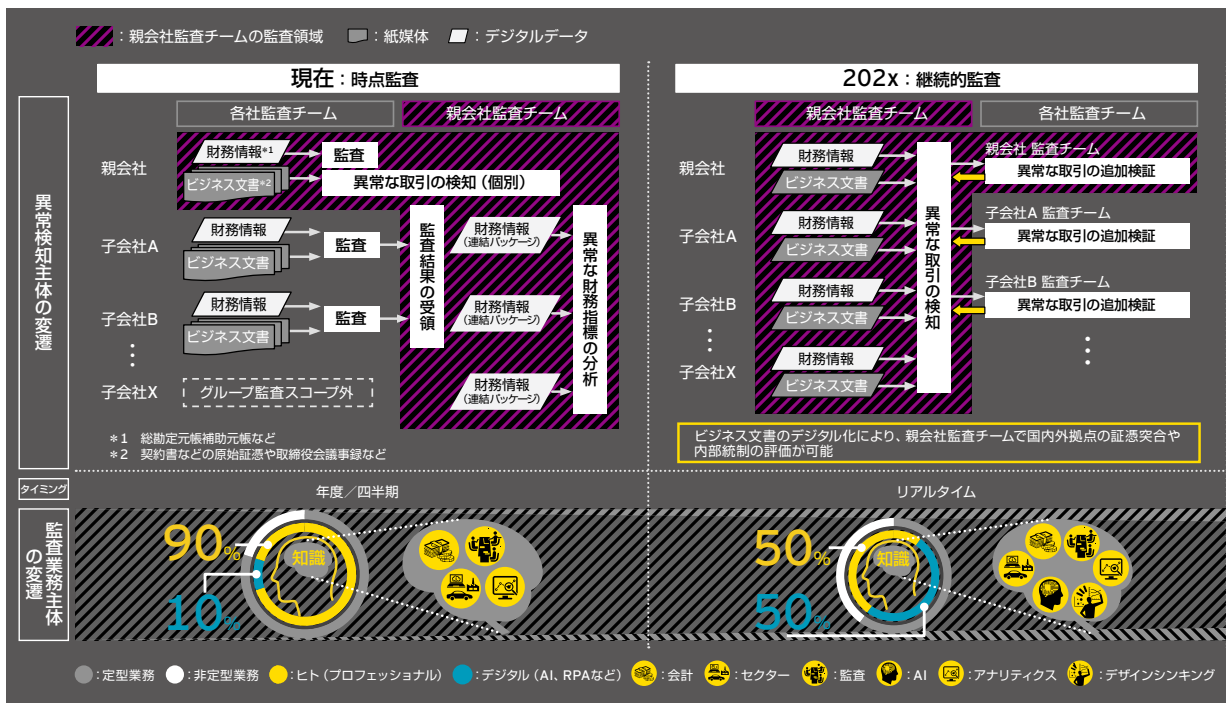 ：親会社監査チームの監査領域 ：紙媒体 ：デジタルデータ
現在：時点監査
202x：継続的監査
異常検知主体の変遷
各社監査チーム
親会社監査チーム
親会社
財務情報*1
監査
ビジネス文書*2
異常な取引の検知（個別）
子会社A
財務情報
ビジネス文書
監査
子会社B
財務情報
ビジネス文書
監査
子会社X
グループ監査スコープ外
監査結果の受領
財務情報
（連結パッケージ）
財務情報
（連結パッケージ）
財務情報
（連結パッケージ）
異常な財務指標の分析
＊1 総勘定元帳補助元帳など
＊2 契約書などの原始証憑や取締役会議事録など
親会社監査チーム
各社監査チーム
親会社
財務情報
ビジネス文書
子会社A
財務情報
ビジネス文書
子会社B
財務情報
ビジネス文書
子会社X
財務情報
ビジネス文書
異常な取引の検知
親会社 監査チーム
異常な取引の追加検証
子会社A 監査チーム
異常な取引の追加検証
子会社B 監査チーム
異常な取引の追加検証
ビジネス文書のデジタル化により、親会社監査チームで国内外拠点の証憑突合や
内部統制の評価が可能
タイミング
年度／四半期
リアルタイム
監査業務主体
の変遷
90%
10%
知識
50%
50%
知識
：定型業務 ：非定型業務 ：ヒト（プロフェッショナル） ：デジタル（AI、RPAなど） ：会計 ：セクター ：監査 ：AI ：アナリティクス ：デザインシンキング